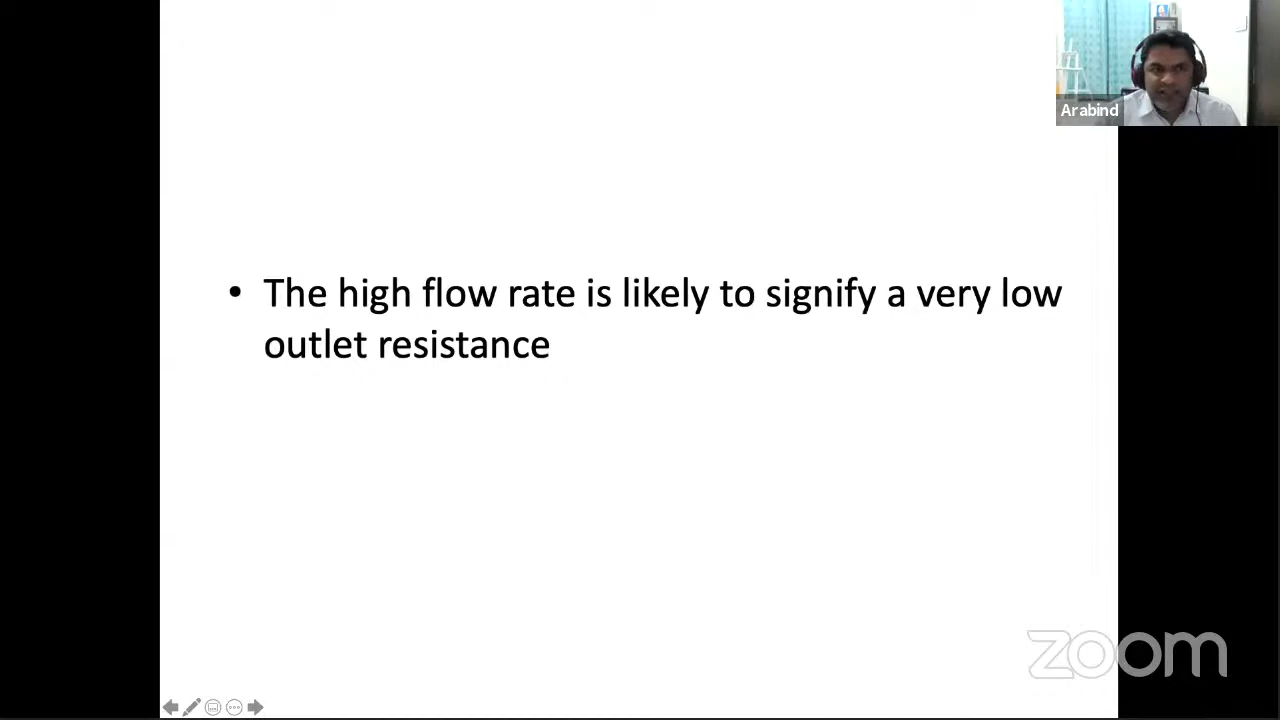 Arabind
• The high flow rate is likely to signify a very low
outlet resistance
zoom